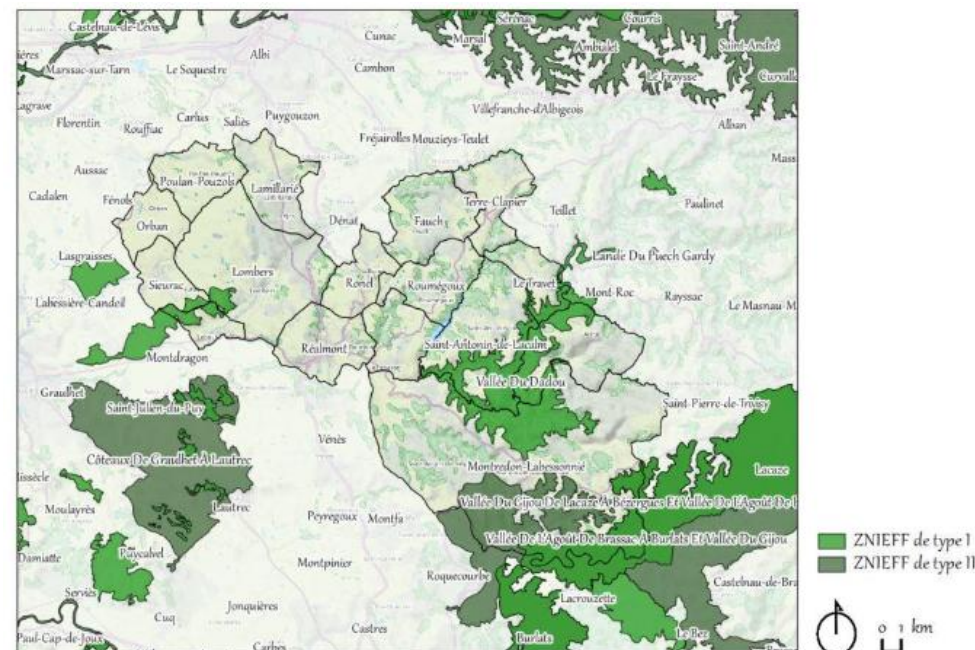 Sérénac
Courris
Castelnau-de-Lévis
Cunac
Marsal
Albi
Ambialet
Saint-André
Marssac-sur-Tarn
Le Sequestre
Cambon
Le Fraysse
Curvalle
Lagrave
Villefranche-d'Albigeois
Florentin
Rouffiac
Carlus
Saliès
Puygouzon
Alban
Fréjairolles
Mouzieys-Teulet
Aussac
Poulan-Pouzols
Lamillarié
Cadalen
Fénols
Terre-Clapier
Paulinet
Orban
Dénat
Fauch
Teillet
Lasgraisses
Lande Du Puech Gardy
Lombers
Sieurac
Ronel
Roumégoux
Le Travet
Mont-Roc
Rayssac
Labessière-Candeil
Le Masnau-M
Réalmont
Saint-Antonin-de-Lacalm
Montdragon
Vallée Du Dadou
Graulhet
Saint-Julien-du-Puy
Saint-Pierre-de-Trivisy
Vénès
Côteaux De Graulhet À Lautrec
Montredon-Labessonnié
Lacaze
issècle
Lautrec
Vallée Du Gijou De Lacaze À Bézergues Et Vallée De L'Agoût De
Moulayrès
Peyregoux
Montfa
Vallée De L'Agoût De Brassac À Burlats Et Vallée Du Gijou
ZNIEFF de type I
Damiatte
Puycalvel
Montpinier
ZNIEFF de type II
Roquecourbe
Castelnau-de-Bra
Serviès
Lacrouzette
Jonquières
Cuq
Castres
0 1 km
Paul-Cap-de-Joux
Burlats
Le Bez